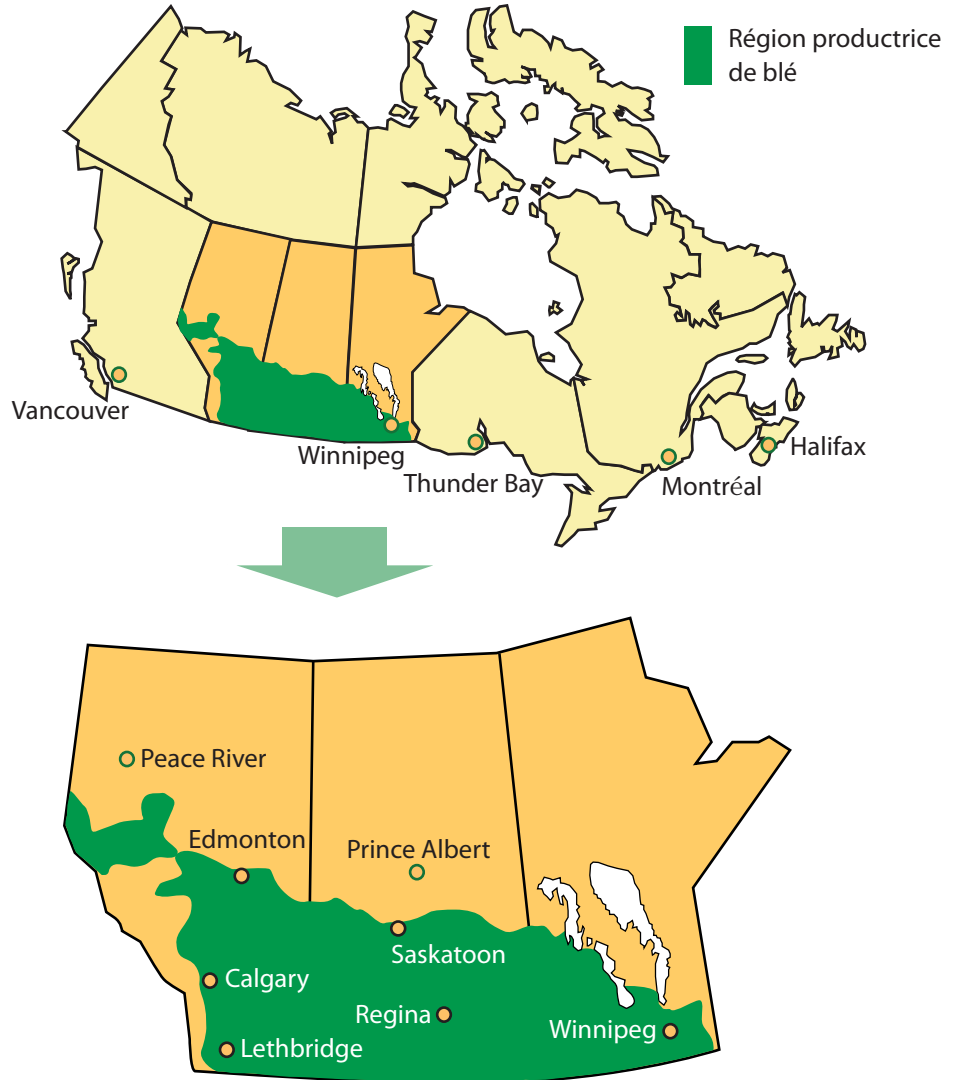 Région productrice
de blé
Vancouver
Winnipeg
Thunder Bay
Montréal
Halifax
Peace River
Edmonton
Prince Albert
Saskatoon
Calgary
Regina
Winnipeg
Lethbridge